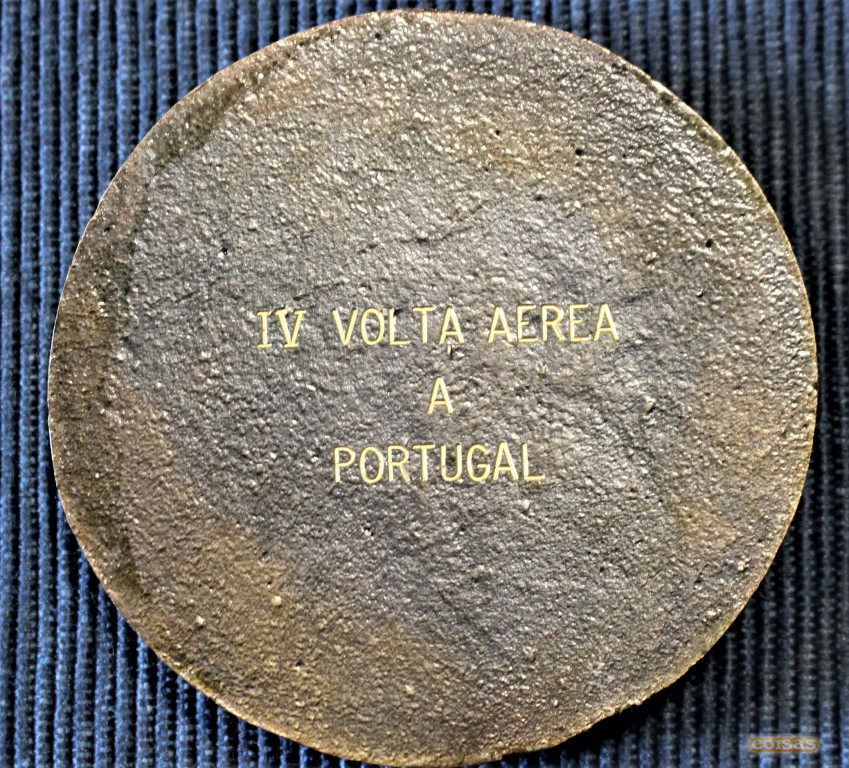 IV VOLTA AEREA
A
PORTUGAL
coisas